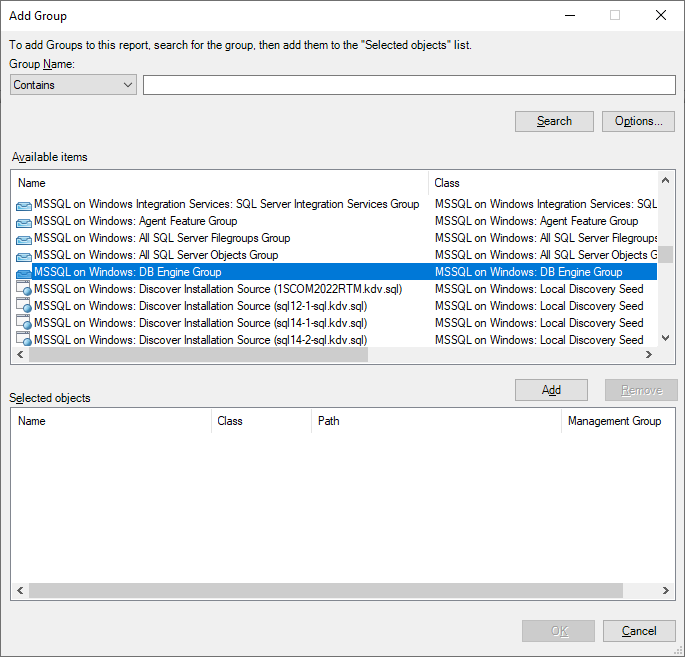 Add Group
To add Groups to this report, search for the group, then add them to the "Selected objects" list.
Group Name:
Contains
Search Options...
Available items
Name Class
MSSQL on Windows Integration Services: SQL Server Integration Services Group MSSQL on Windows Integration Services: SQL
MSSQL on Windows: Agent Feature Group MSSQL on Windows: Agent Feature Group
MSSQL on Windows: All SQL Server Filegroups Group MSSQL on Windows: All SQL Server Filegroups
MSSQL on Windows: All SQL Server Objects Group MSSQL on Windows: All SQL Server Objects G
MSSQL on Windows: DB Engine Group MSSQL on Windows: DB Engine Group
MSSQL on Windows: Discover Installation Source (1SCOM2022RTM.kdv.sql) MSSQL on Windows: Local Discovery Seed
MSSQL on Windows: Discover Installation Source (sql12-1-sql.kdv.sql) MSSQL on Windows: Local Discovery Seed
MSSQL on Windows: Discover Installation Source (sql14-1-sql.kdv.sql) MSSQL on Windows: Local Discovery Seed
MSSQL on Windows: Discover Installation Source (sql14-2-sql.kdv.sql) MSSQL on Windows: Local Discovery Seed
Add Remove
Selected objects
Name Class Path Management Group
OK Cancel